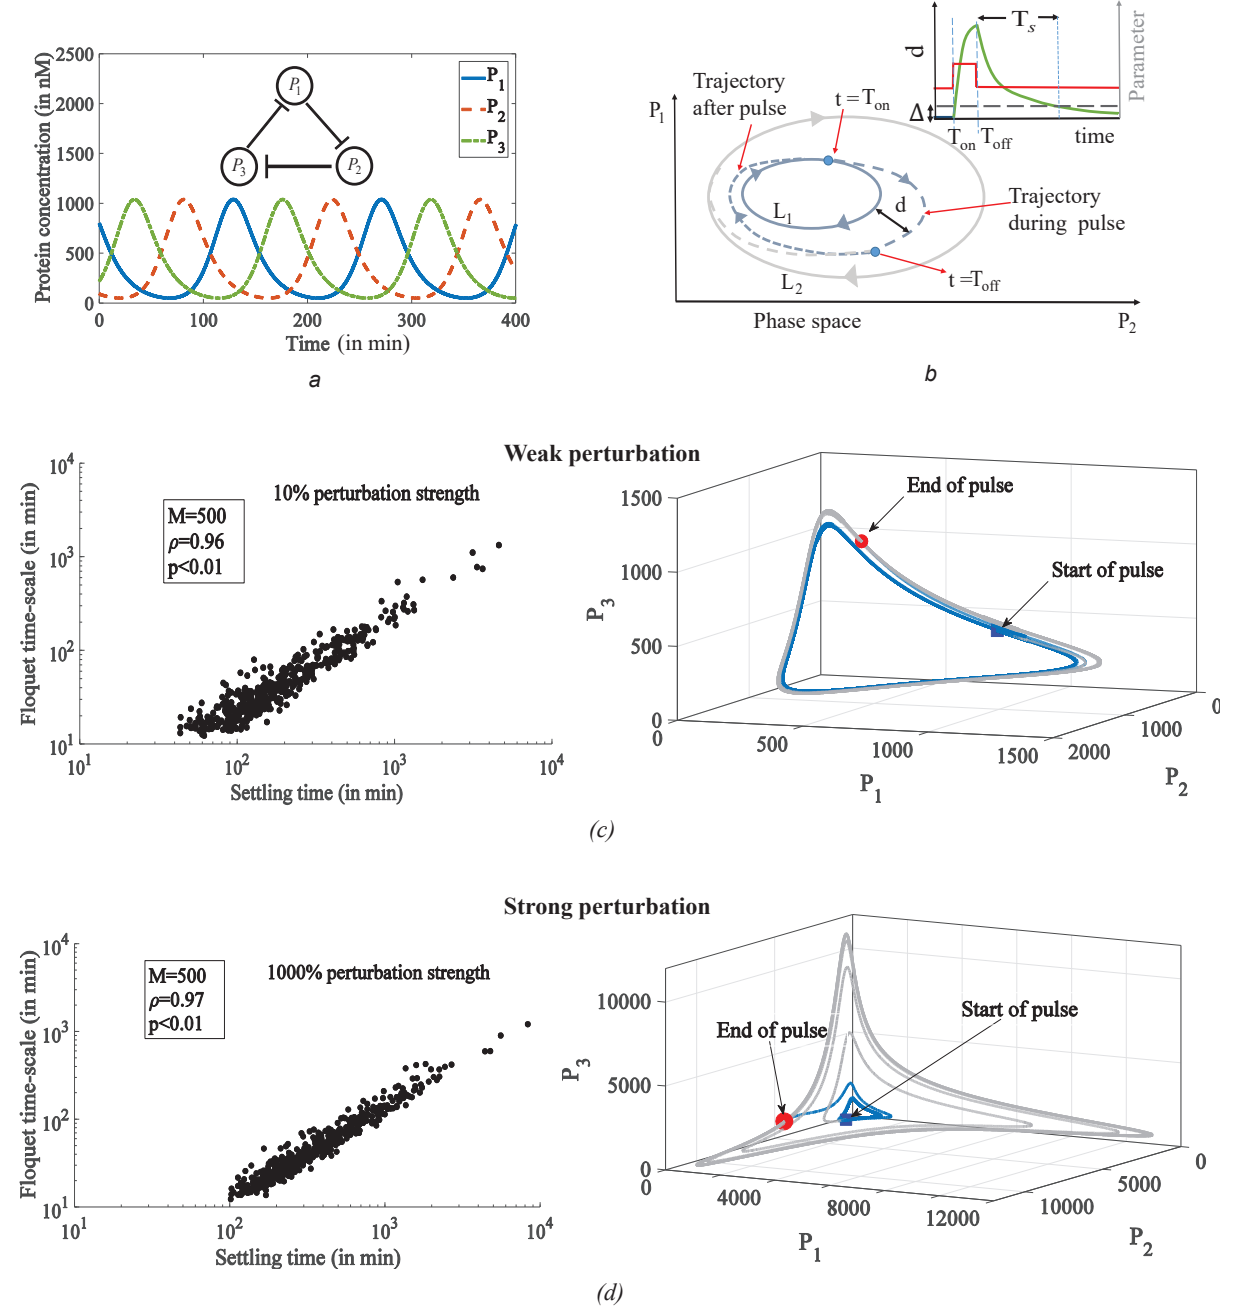 2500
2000
1500
1000
500
0
0
100
200
300
400
Protein concentration (in nM)
Time (in min)
P1
P2
P3
P1
P3
P2
a
P1
Trajectory
after pulse
t =Ton
L1
d
L2
t =Toff
Trajectory
during pulse
Phase space
P2
d
Ts
Δ
Ton
Toff
time
Parameter
b
Weak perturbation
10^4
10^3
10^2
10^1
10^1
10^2
10^3
10^4
Floquet time-scale (in min)
Settling time (in min)
10% perturbation strength
M=500
ρ=0.96
p<0.01
1500
1000
500
0
P3
End of pulse
Start of pulse
0
500
1000
1500
P1
2000
1000
0
P2
(c)
Strong perturbation
10^4
10^3
10^2
10^1
10^1
10^2
10^3
10^4
Floquet time-scale (in min)
Settling time (in min)
1000% perturbation strength
M=500
ρ=0.97
p<0.01
10000
5000
0
P3
End of pulse
Start of pulse
0
4000
8000
12000
P1
10000
5000
0
P2
(d)